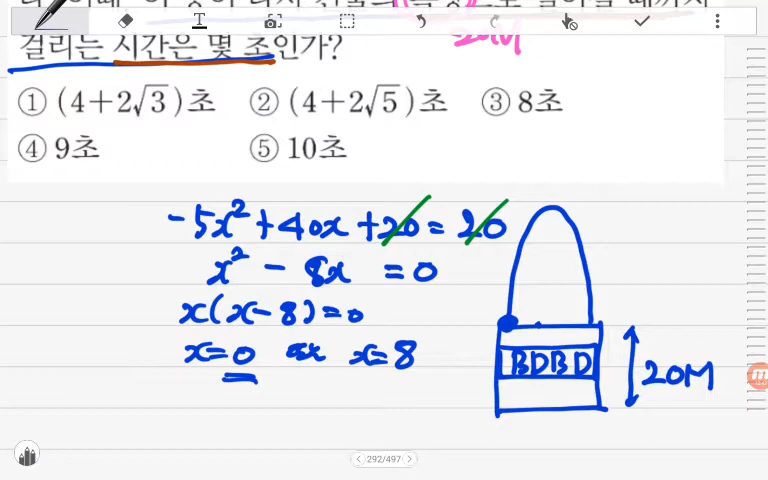 걸리는 시간은 몇 초인가?
20M
① (4+2√3)초 ② (4+2√5)초 ③ 8초
④ 9초 ⑤ 10초
-5x²+40x+20=20
x² - 8x = 0
x(x-8)=0
x=0 or x=8
BDBD
20M
292/497